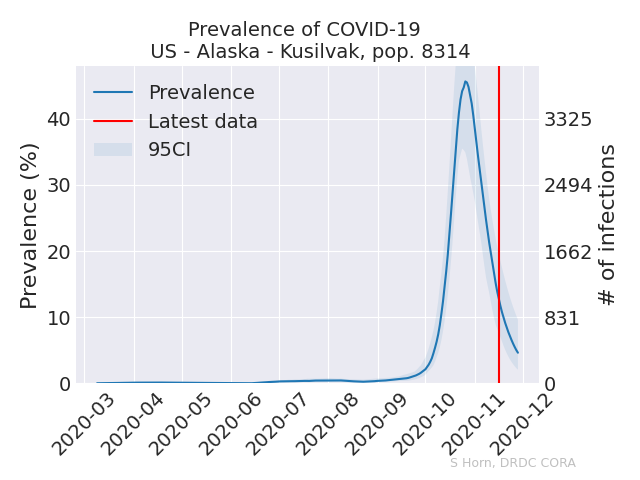 Prevalence of COVID-19
US - Alaska - Kusilvak, pop. 8314
Prevalence
Latest data
95CI
Prevalence (%)
40
30
20
10
0
3325
2494
1662
831
0
# of infections
2020-03
2020-04
2020-05
2020-06
2020-07
2020-08
2020-09
2020-10
2020-11
2020-12
S Horn, DRDC CORA